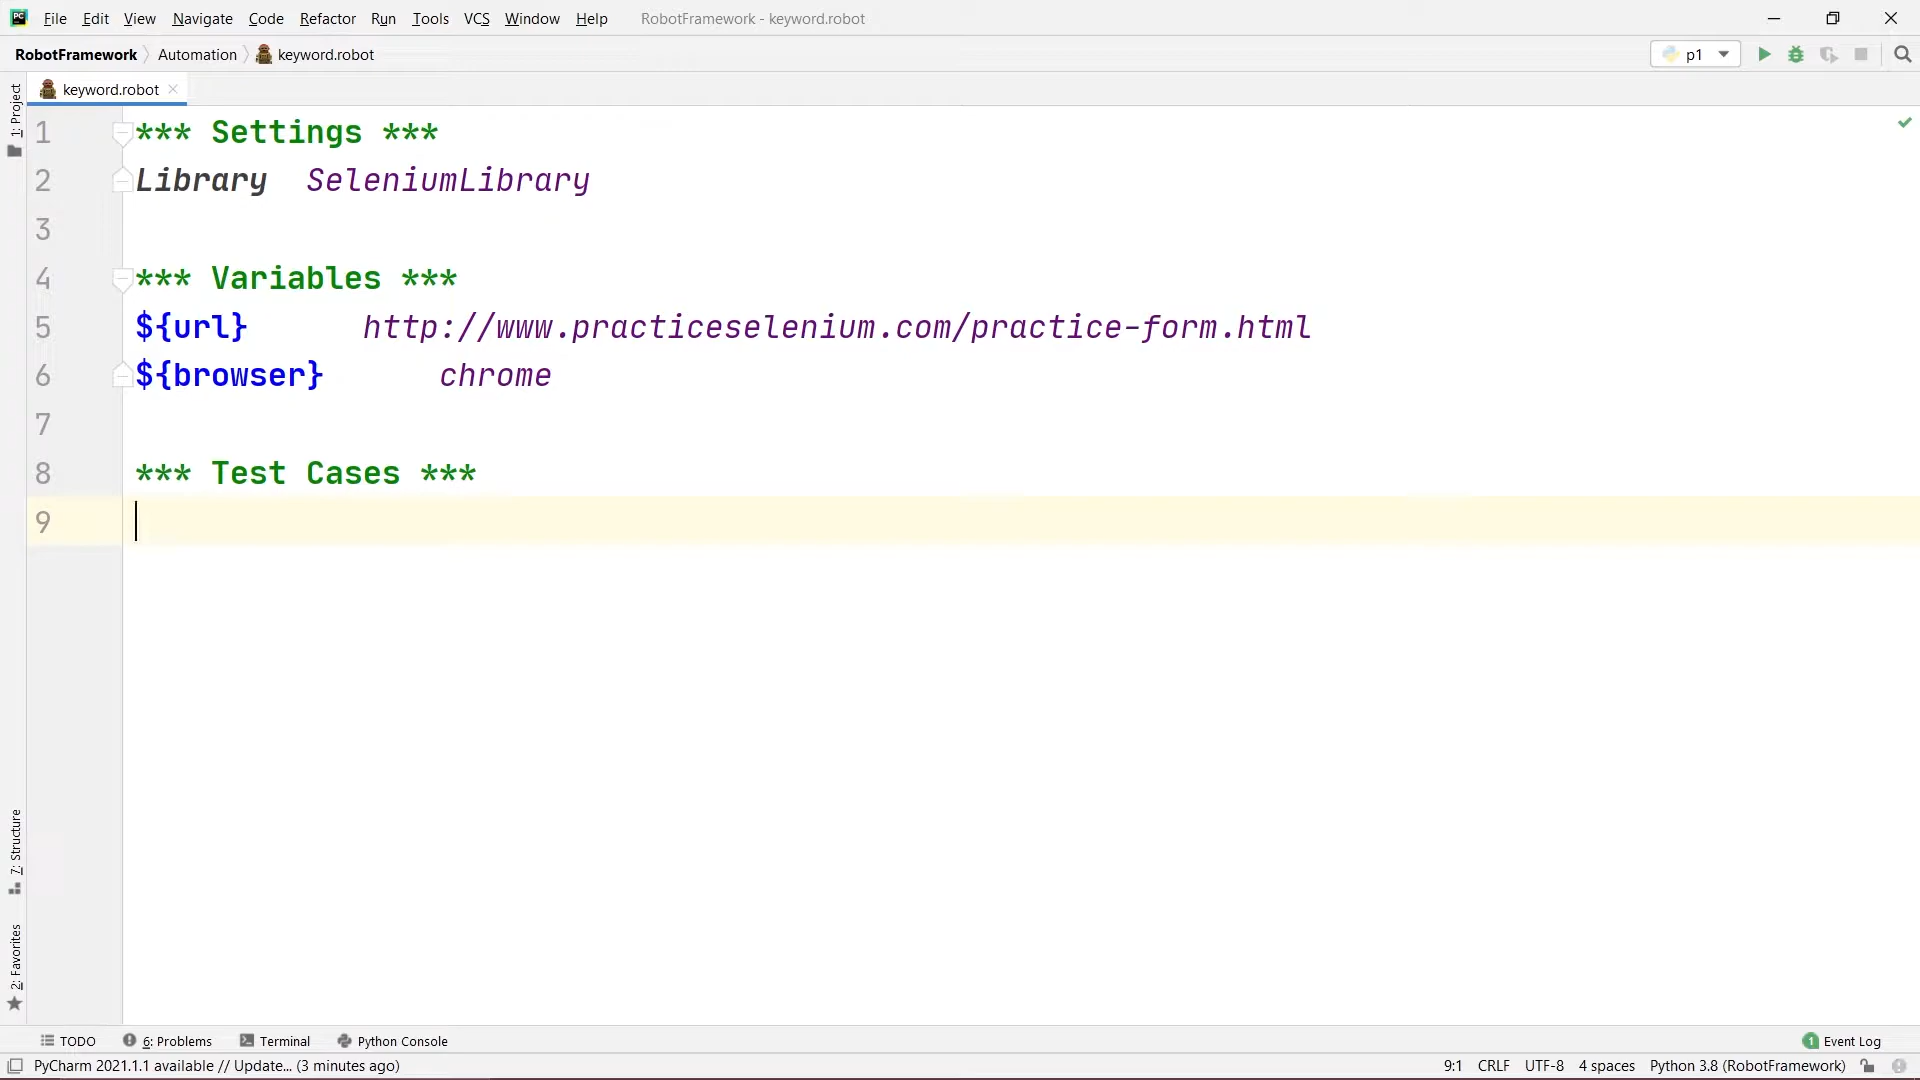 PC File Edit View Navigate Code Refactor Run Tools VCS Window Help RobotFramework - keyword.robot
RobotFramework Automation keyword.robot p1
keyword.robot
1: Project
1 *** Settings ***
2 Library SeleniumLibrary
3
4 *** Variables ***
5 ${url} http://www.practiceselenium.com/practice-form.html
6 ${browser} chrome
7
8 *** Test Cases ***
9
7: Structure
2: Favorites
TODO 6: Problems Terminal Python Console 1 Event Log
PyCharm 2021.1.1 available // Update... (3 minutes ago) 9:1 CRLF UTF-8 4 spaces Python 3.8 (RobotFramework)